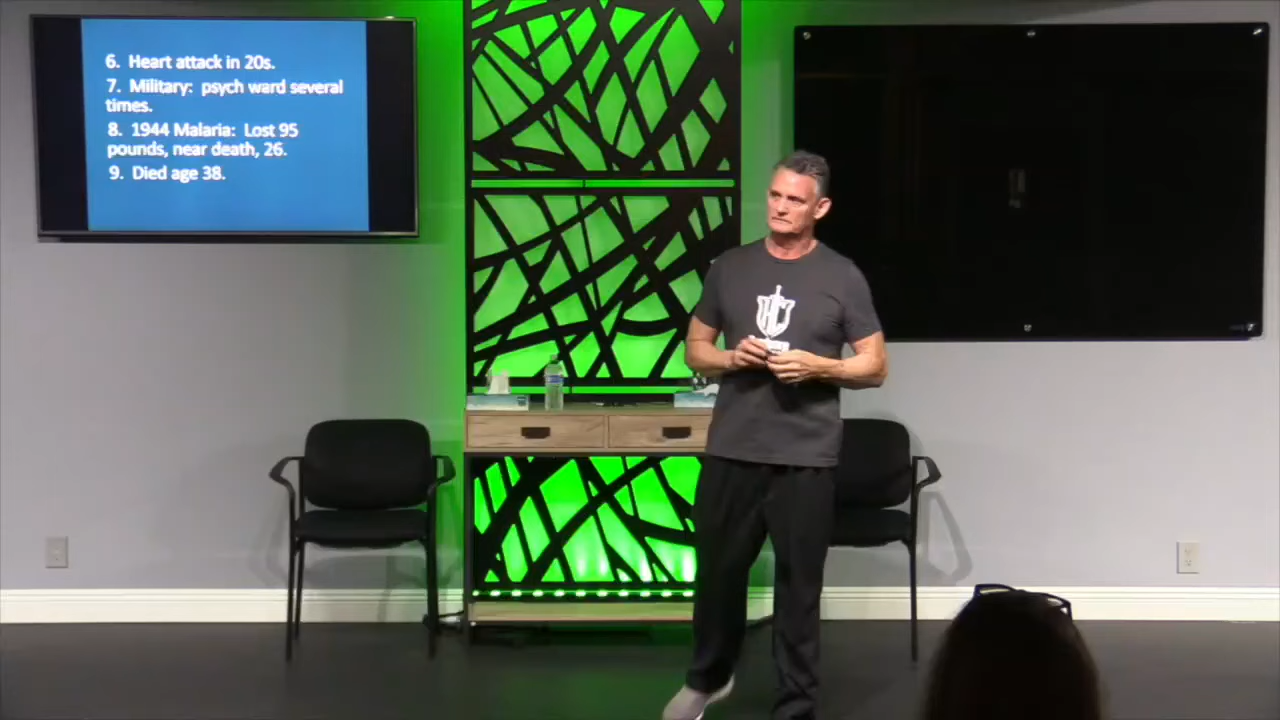 6.  Heart attack in 20s.
7.  Military:  psych ward several
times.
8.  1944 Malaria:  Lost 95
pounds, near death, 26.
9.  Died age 38.
HC